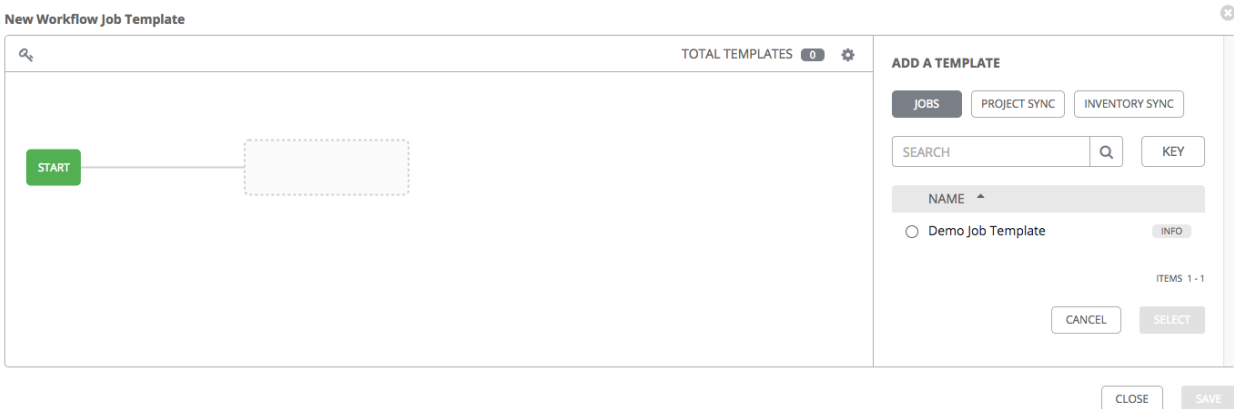 New Workflow Job Template
TOTAL TEMPLATES 0
START
ADD A TEMPLATE
JOBS PROJECT SYNC INVENTORY SYNC
SEARCH KEY
NAME
Demo Job Template INFO
ITEMS 1 - 1
CANCEL SELECT
CLOSE SAVE